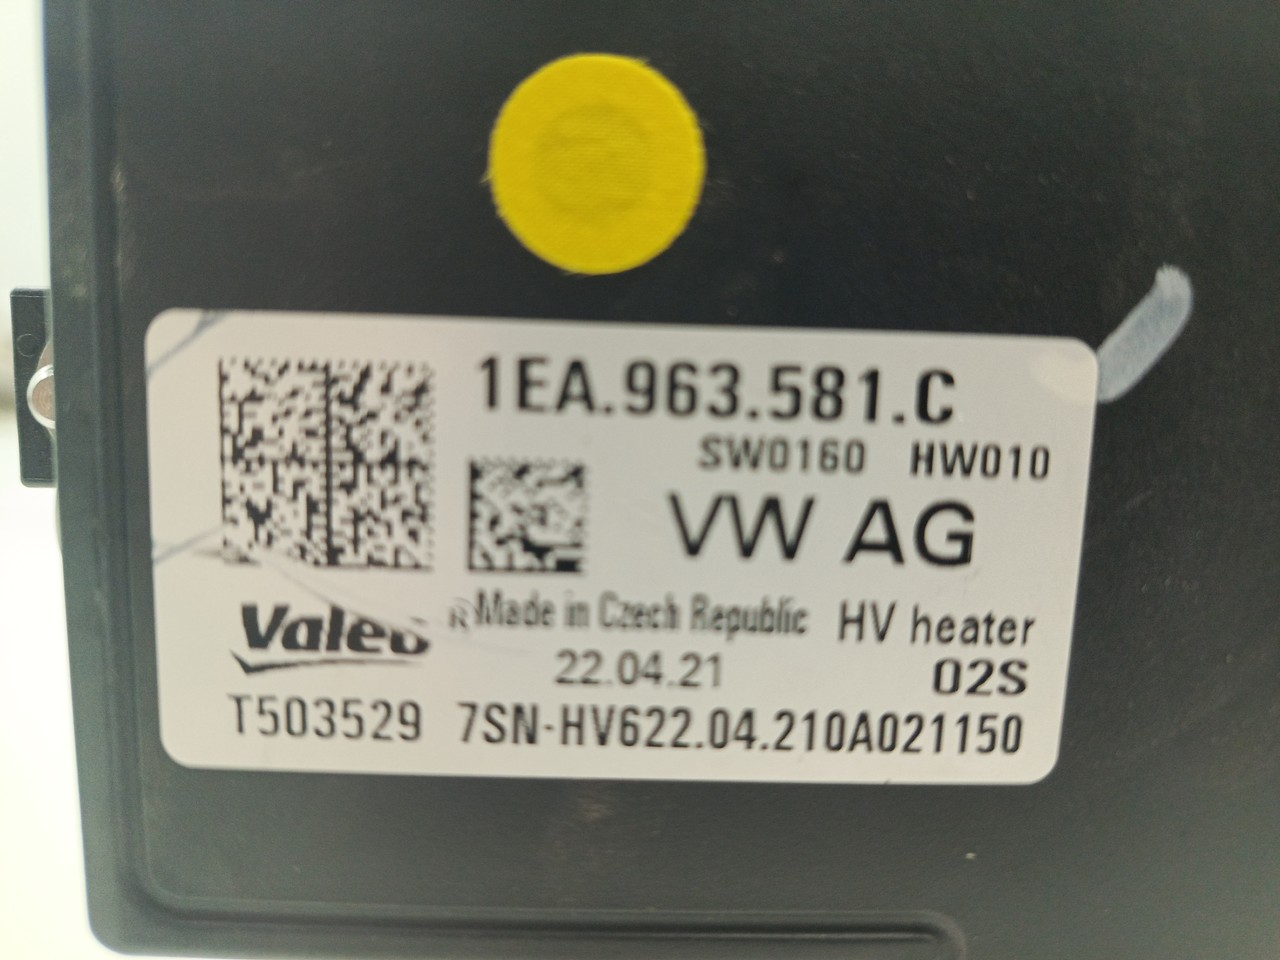 1EA.963.581.C
SW0160 HW010
VW AG
Valeo ® Made in Czech Republic HV heater
22.04.21 02S
T503529 7SN-HV622.04.210A021150